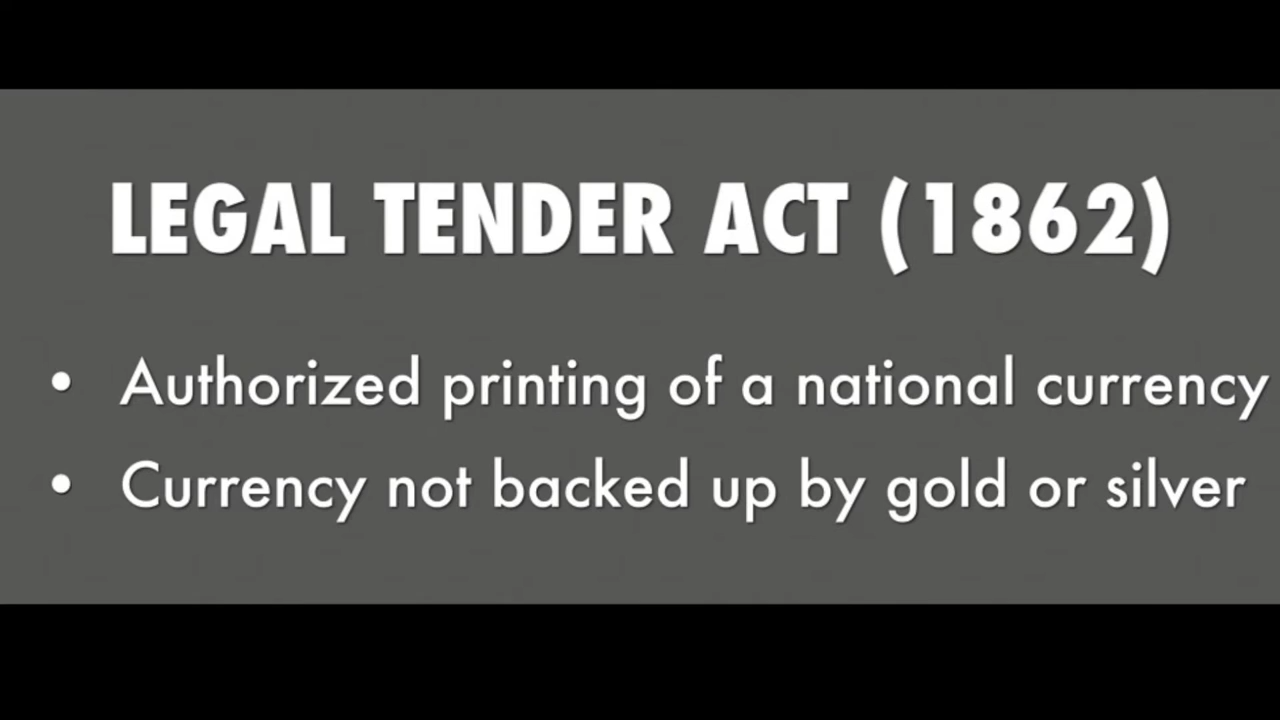 LEGAL TENDER ACT (1862)
• Authorized printing of a national currency
• Currency not backed up by gold or silver